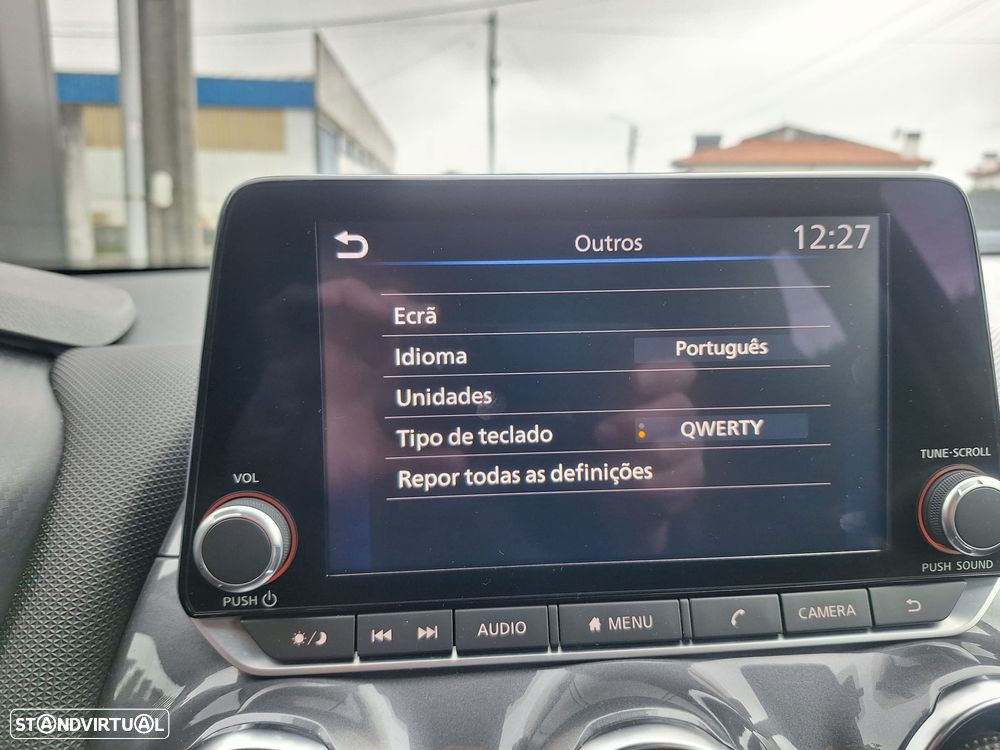 Outros 12:27
Ecrã
Idioma Português
Unidades
Tipo de teclado QWERTY
Repor todas as definições
VOL
PUSH
TUNE·SCROLL
PUSH SOUND
AUDIO
MENU
CAMERA
STANDVIRTUAL